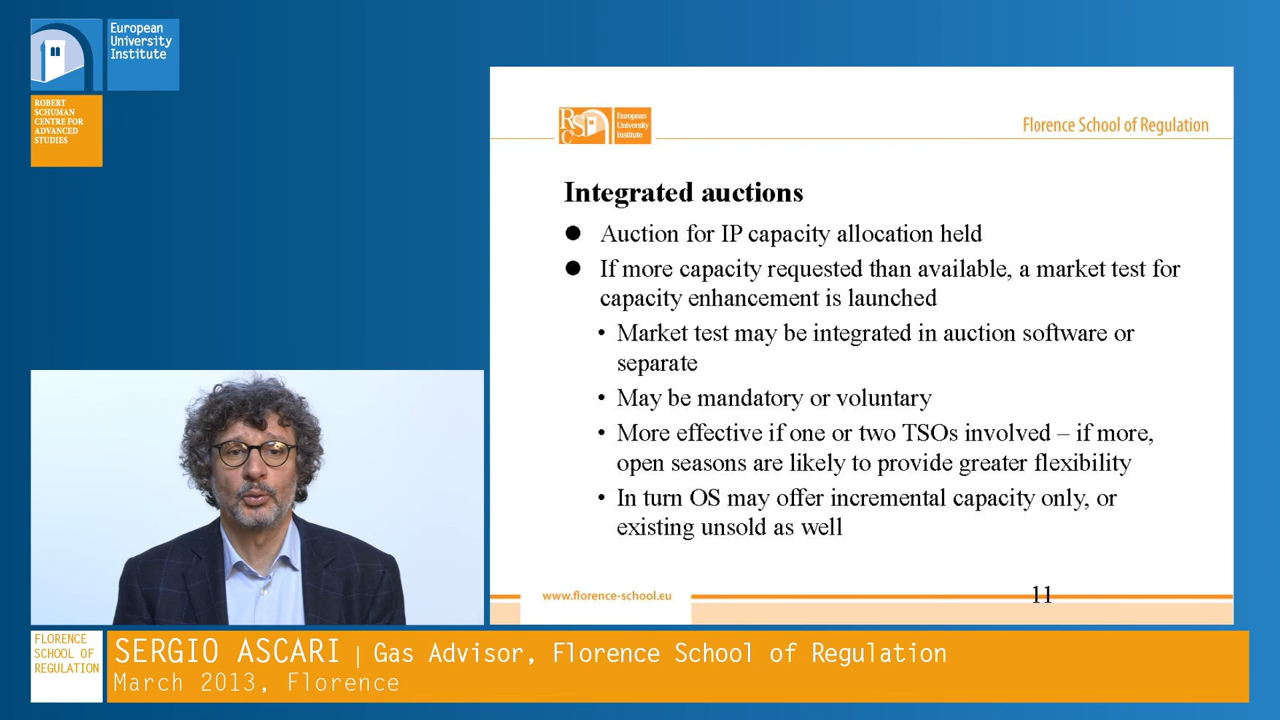 European
University
Institute
ROBERT
SCHUMAN
CENTRE FOR
ADVANCED
STUDIES
RSC
European
University
Institute
Florence School of Regulation
Integrated auctions
● Auction for IP capacity allocation held
● If more capacity requested than available, a market test for
capacity enhancement is launched
• Market test may be integrated in auction software or
separate
• May be mandatory or voluntary
• More effective if one or two TSOs involved – if more,
open seasons are likely to provide greater flexibility
• In turn OS may offer incremental capacity only, or
existing unsold as well
www.florence-school.eu
11
FLORENCE
SCHOOL OF
REGULATION
SERGIO ASCARI | Gas Advisor, Florence School of Regulation
March 2013, Florence